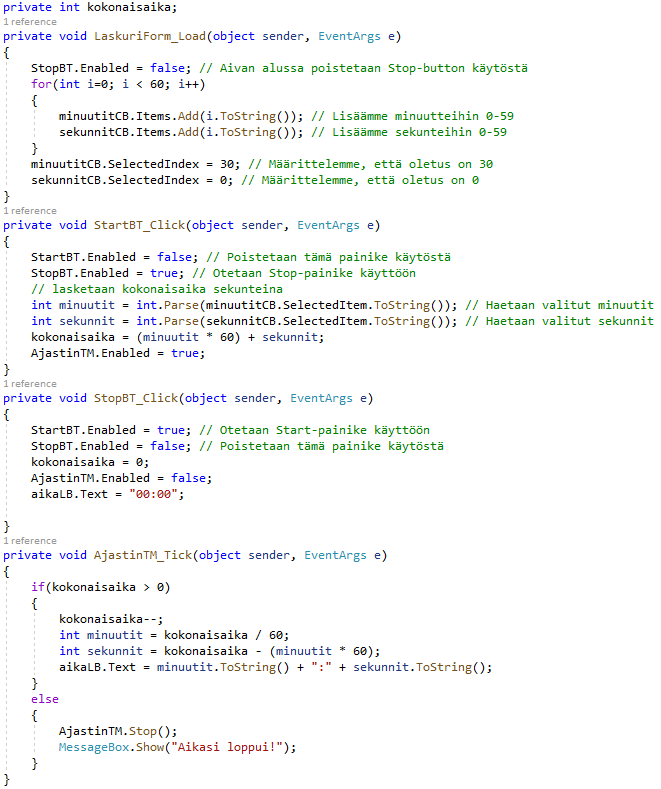 private int kokonaisaika;
1 reference
private void LaskuriForm_Load(object sender, EventArgs e)
{
    StopBT.Enabled = false; // Aivan alussa poistetaan Stop-button käytöstä
    for(int i=0; i < 60; i++)
    {
        minuutitCB.Items.Add(i.ToString()); // Lisäämme minuutteihin 0-59
        sekunnitCB.Items.Add(i.ToString()); // Lisäämme sekunteihin 0-59
    }
    minuutitCB.SelectedIndex = 30; // Määrittelemme, että oletus on 30
    sekunnitCB.SelectedIndex = 0; // Määrittelemme, että oletus on 0
}
1 reference
private void StartBT_Click(object sender, EventArgs e)
{
    StartBT.Enabled = false; // Poistetaan tämä painike käytöstä
    StopBT.Enabled = true; // Otetaan Stop-painike käyttöön
    // lasketaan kokonaisaika sekunteina
    int minuutit = int.Parse(minuutitCB.SelectedItem.ToString()); // Haetaan valitut minuutit
    int sekunnit = int.Parse(sekunnitCB.SelectedItem.ToString()); // Haetaan valitut sekunnit
    kokonaisaika = (minuutit * 60) + sekunnit;
    AjastinTM.Enabled = true;
}
1 reference
private void StopBT_Click(object sender, EventArgs e)
{
    StartBT.Enabled = true; // Otetaan Start-painike käyttöön
    StopBT.Enabled = false; // Poistetaan tämä painike käytöstä
    kokonaisaika = 0;
    AjastinTM.Enabled = false;
    aikaLB.Text = "00:00";

}
1 reference
private void AjastinTM_Tick(object sender, EventArgs e)
{
    if(kokonaisaika > 0)
    {
        kokonaisaika--;
        int minuutit = kokonaisaika / 60;
        int sekunnit = kokonaisaika - (minuutit * 60);
        aikaLB.Text = minuutit.ToString() + ":" + sekunnit.ToString();
    }
    else
    {
        AjastinTM.Stop();
        MessageBox.Show("Aikasi loppui!");
    }
}